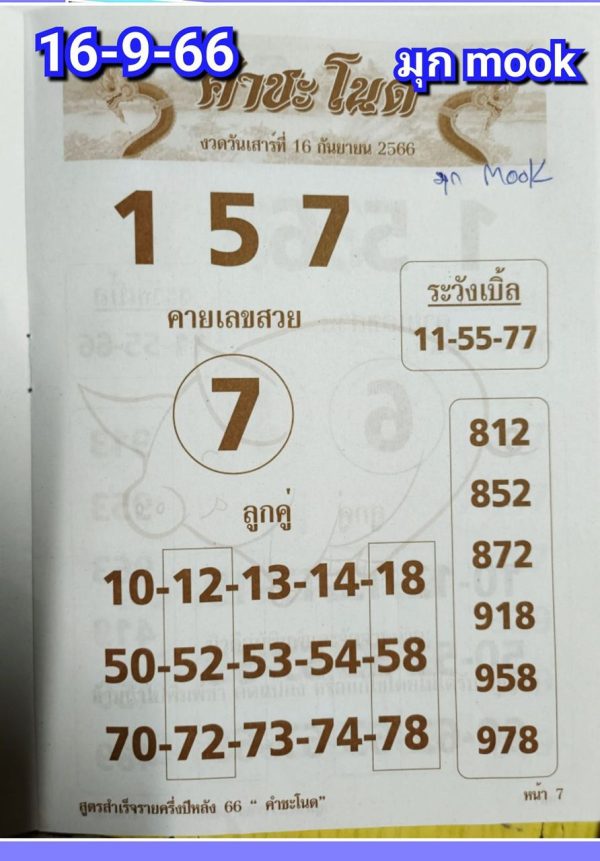 16-9-66
มุก mook
คำชะโนด
งวดวันเสาร์ที่ 16 กันยายน 2566
มุก MOOK
1 5 7
ระวังเบิ้ล
11-55-77
คายเลขสวย
7
ลูกคู่
10-12-13-14-18
50-52-53-54-58
70-72-73-74-78
812
852
872
918
958
978
สูตรสำเร็จรายครึ่งปีหลัง 66 “ คำชะโนด”
หน้า 7